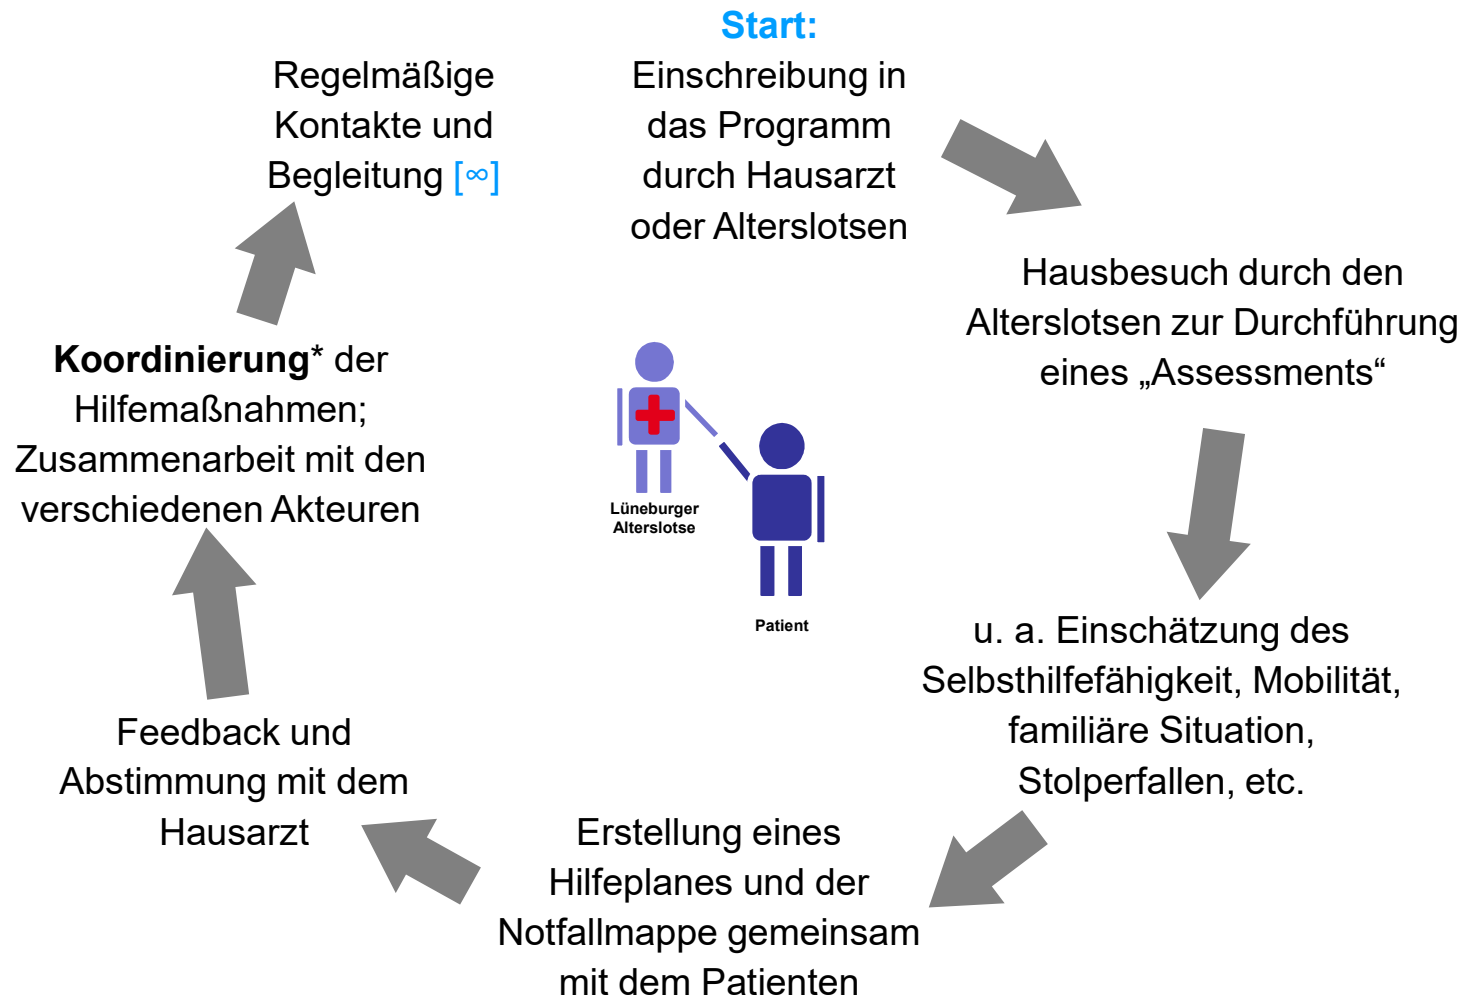 Start:
Einschreibung in
das Programm
durch Hausarzt
oder Alterslotsen
Hausbesuch durch den
Alterslotsen zur Durchführung
eines „Assessments“
u. a. Einschätzung des
Selbsthilfefähigkeit, Mobilität,
familiäre Situation,
Stolperfallen, etc.
Erstellung eines
Hilfeplanes und der
Notfallmappe gemeinsam
mit dem Patienten
Feedback und
Abstimmung mit dem
Hausarzt
Koordinierung* der
Hilfemaßnahmen;
Zusammenarbeit mit den
verschiedenen Akteuren
Regelmäßige
Kontakte und
Begleitung [∞]
Lüneburger
Alterslotse
Patient